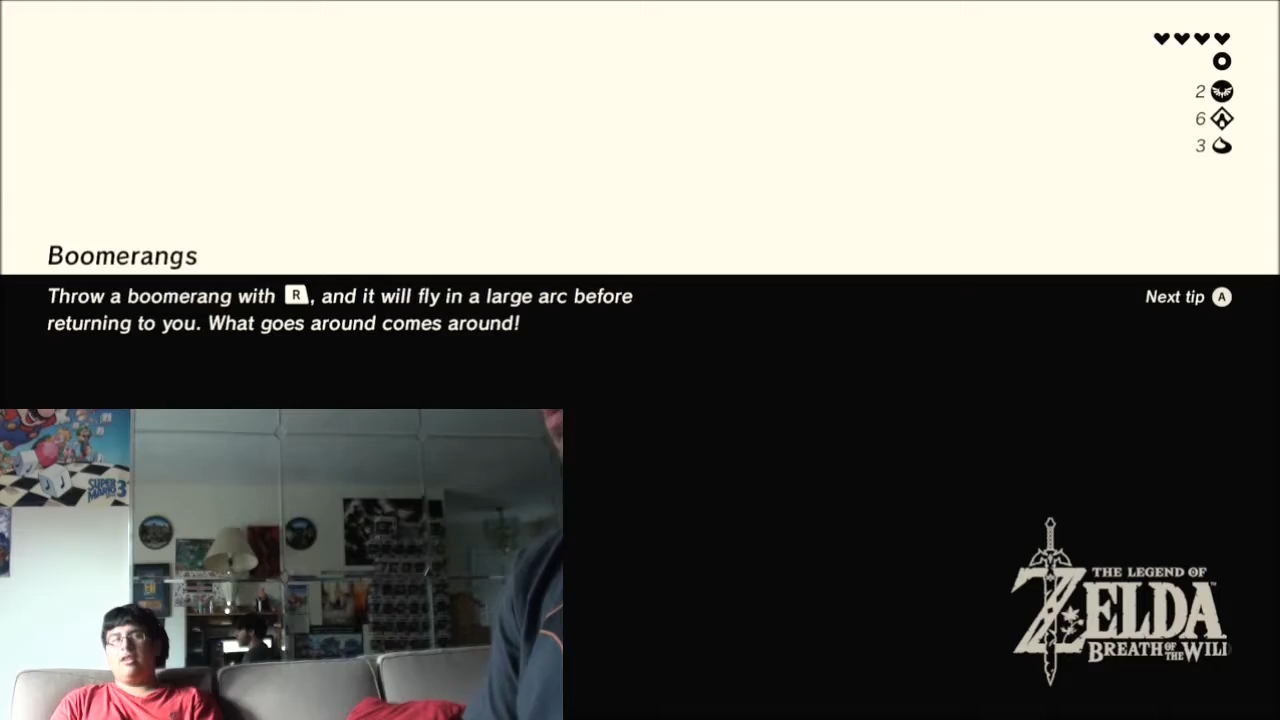 2
6
3
Boomerangs
Throw a boomerang with R, and it will fly in a large arc before
returning to you. What goes around comes around!
Next tip A
SUPER
MARIO 3
THE LEGEND OF
ZELDA
BREATH OF THE WILD